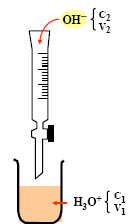 OH⁻ { C₂
V₂
H₃O⁺ { C₁
V₁